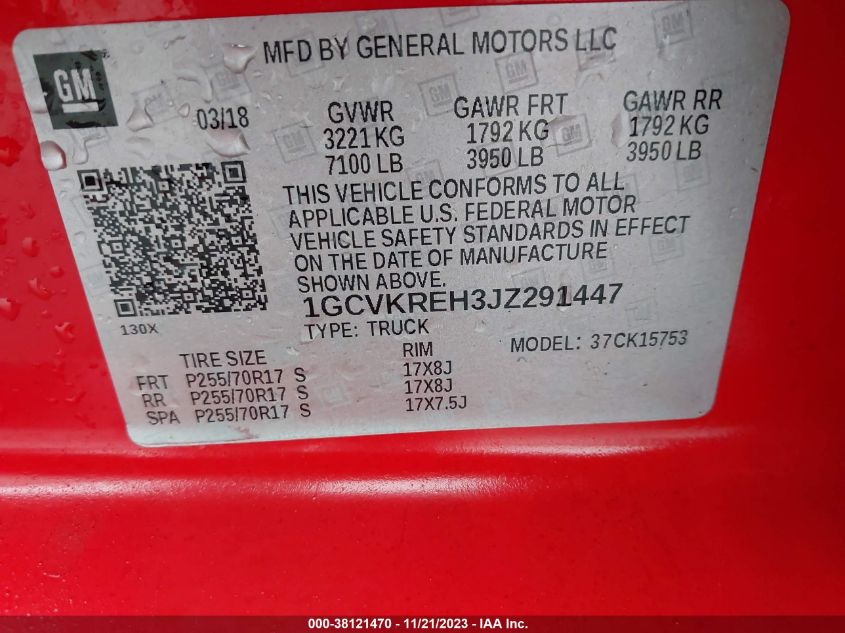 GM
MFD BY GENERAL MOTORS LLC
03/18
GVWR GAWR FRT GAWR RR
3221 KG 1792 KG 1792 KG
7100 LB 3950 LB 3950 LB
THIS VEHICLE CONFORMS TO ALL
APPLICABLE U.S. FEDERAL MOTOR
VEHICLE SAFETY STANDARDS IN EFFECT
ON THE DATE OF MANUFACTURE
SHOWN ABOVE.
1GCVKREH3JZ291447
130X
TYPE: TRUCK MODEL: 37CK15753
TIRE SIZE RIM
FRT P255/70R17 S 17X8J
RR P255/70R17 S 17X8J
SPA P255/70R17 S 17X7.5J
000-38121470 - 11/21/2023 - IAA Inc.